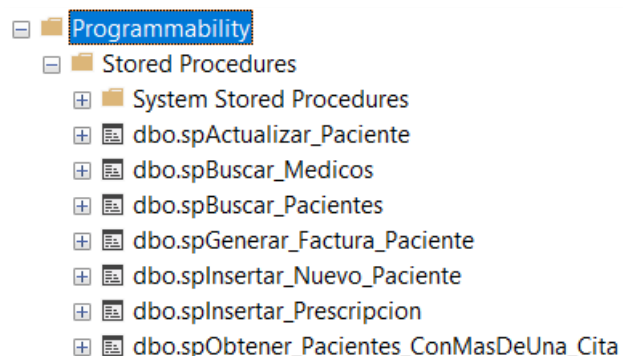 Programmability
Stored Procedures
System Stored Procedures
dbo.spActualizar_Paciente
dbo.spBuscar_Medicos
dbo.spBuscar_Pacientes
dbo.spGenerar_Factura_Paciente
dbo.spInsertar_Nuevo_Paciente
dbo.spInsertar_Prescripcion
dbo.spObtener_Pacientes_ConMasDeUna_Cita